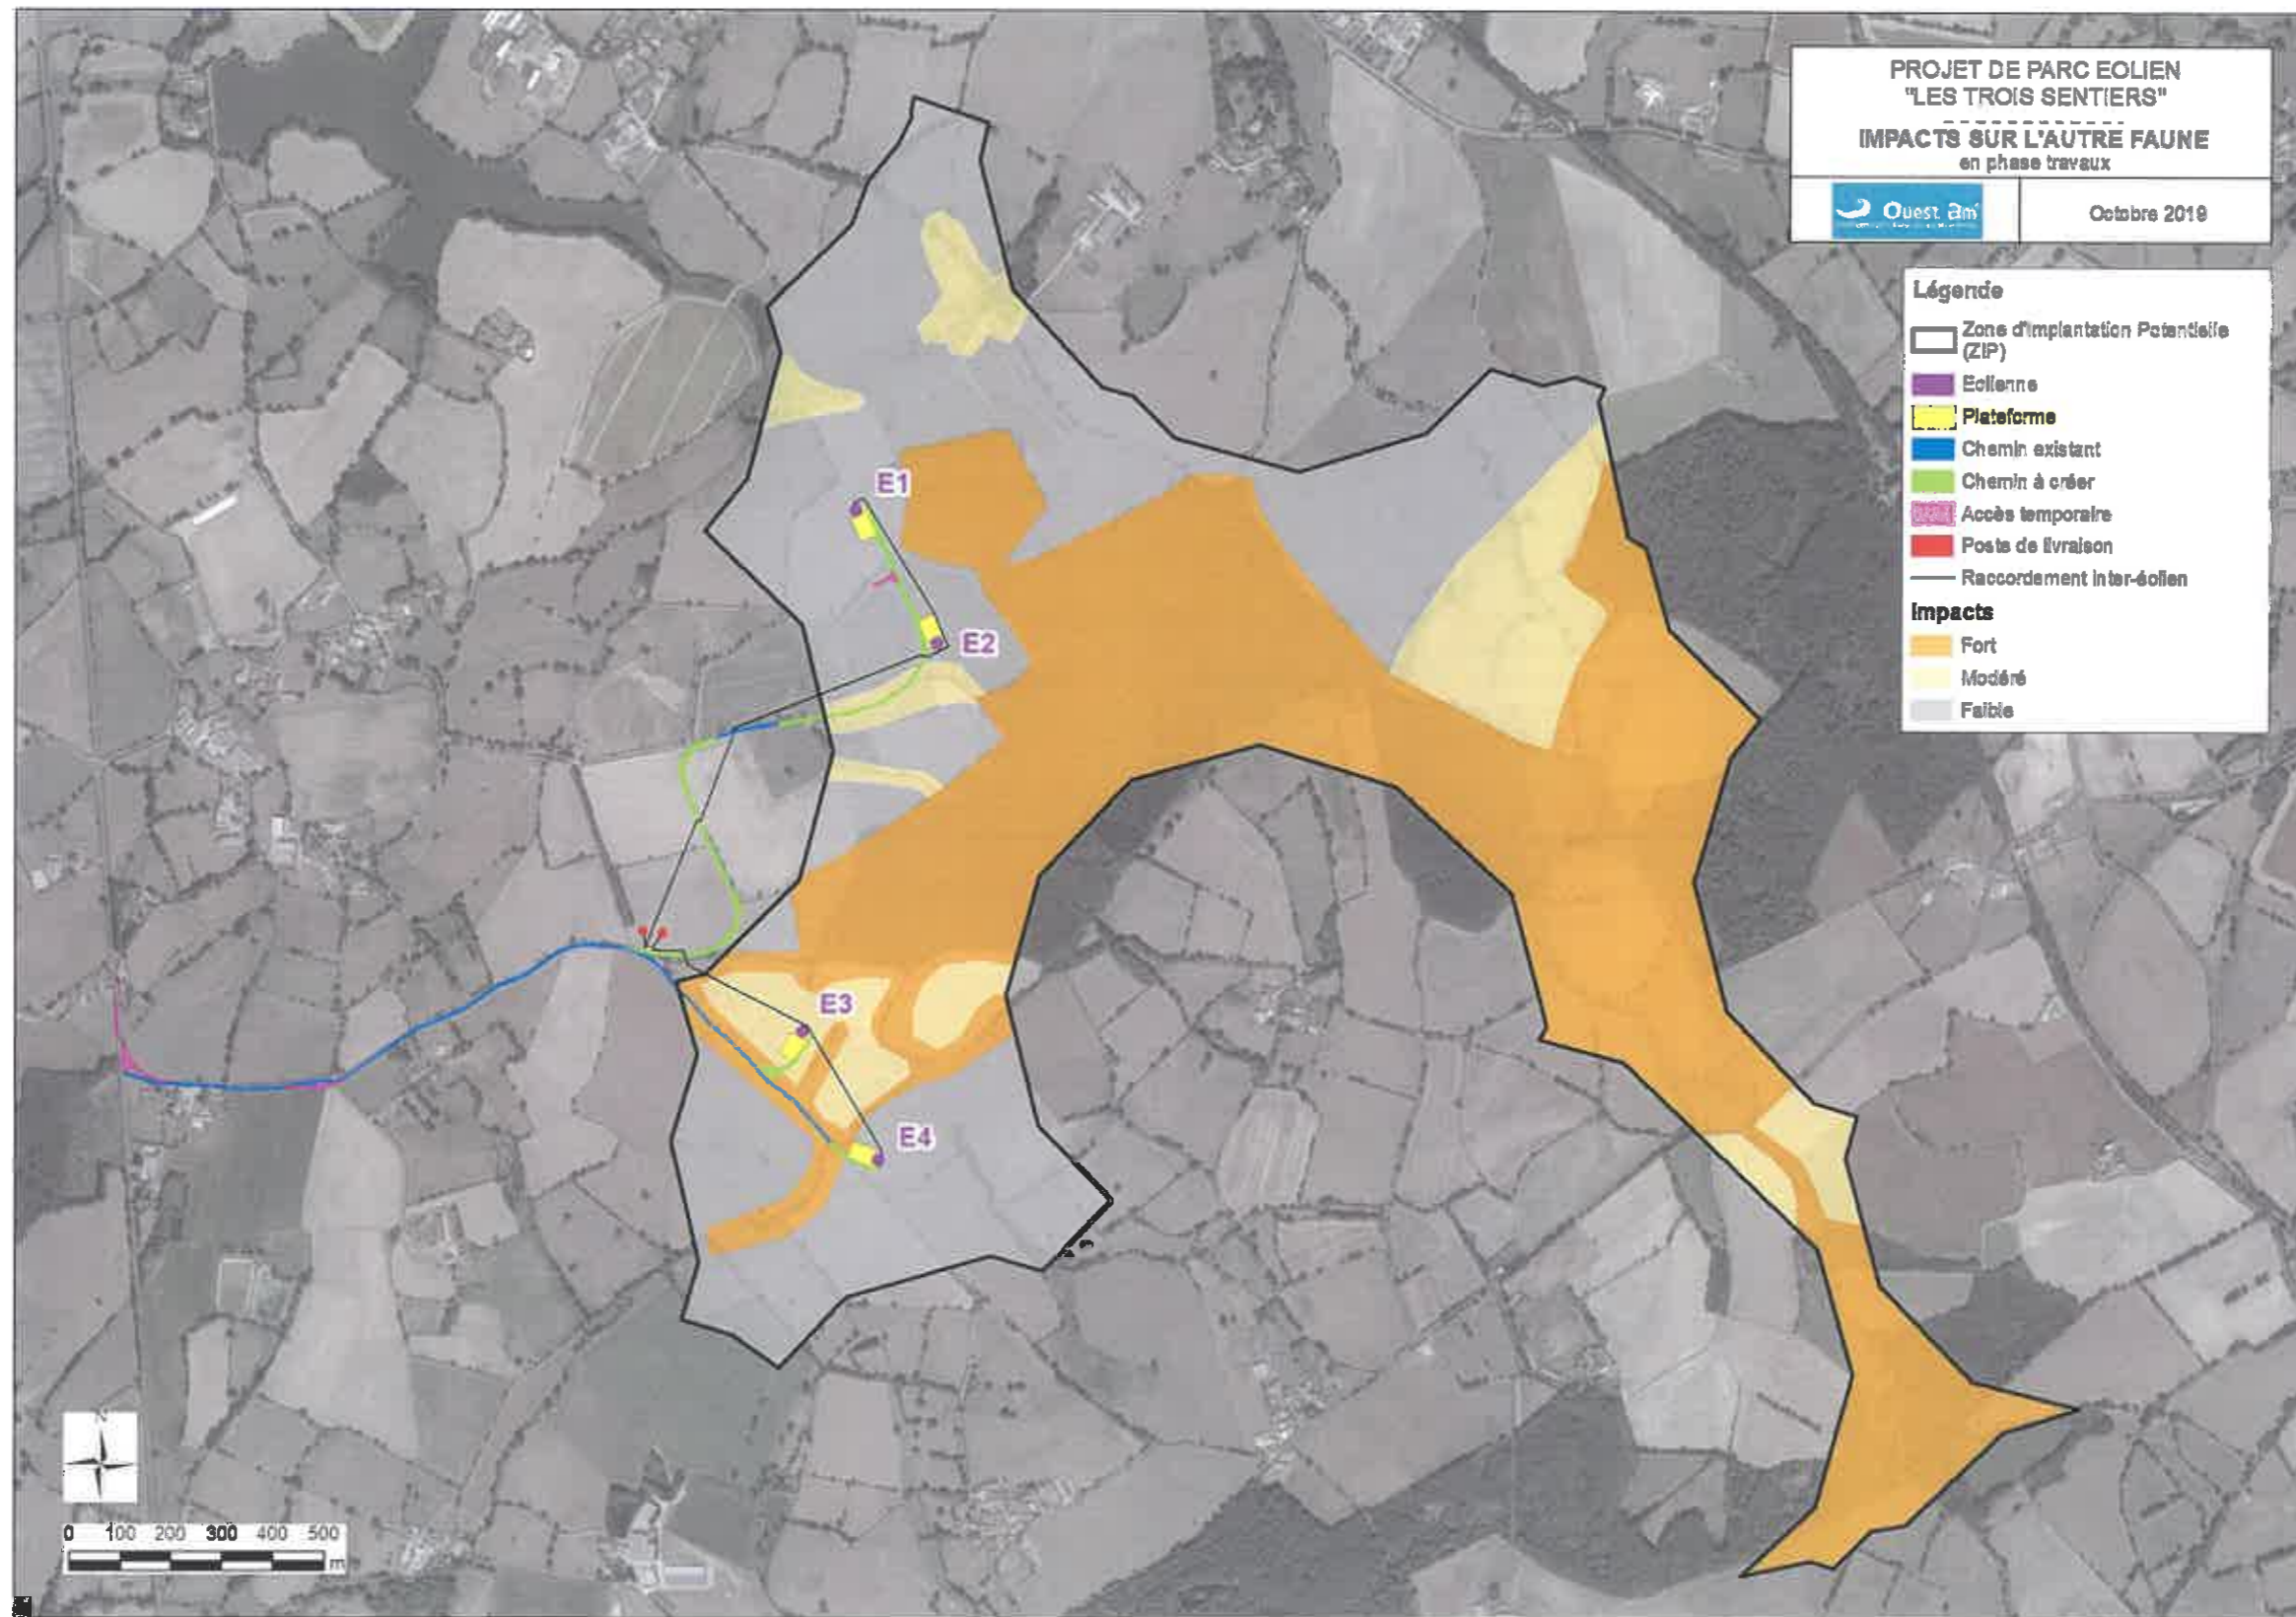 PROJET DE PARC EOLIEN
"LES TROIS SENTIERS"
IMPACTS SUR L'AUTRE FAUNE
en phase travaux
Ouest am'
Octobre 2019
Légende
Zone d'Implantation Potentielle
(ZIP)
Eolienne
Plateforme
Chemin existant
Chemin à créer
Accès temporaire
Poste de livraison
Raccordement inter-éolien
Impacts
Fort
Modéré
Faible
E1
E2
E3
E4
0 100 200 300 400 500
m